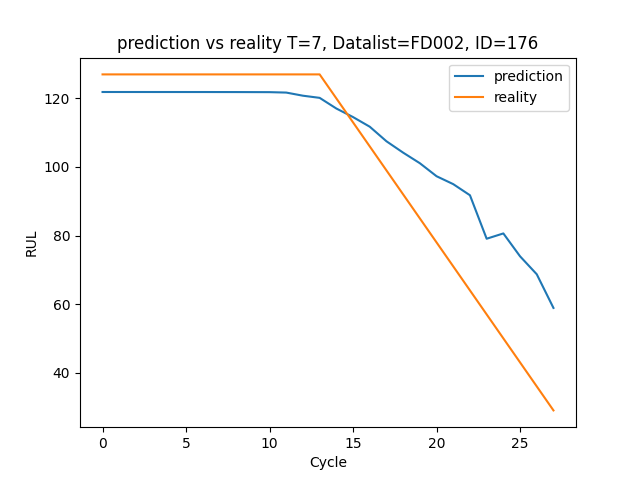 prediction vs reality T=7, Datalist=FD002, ID=176
prediction
reality
RUL
120
100
80
60
40
0 5 10 15 20 25
Cycle